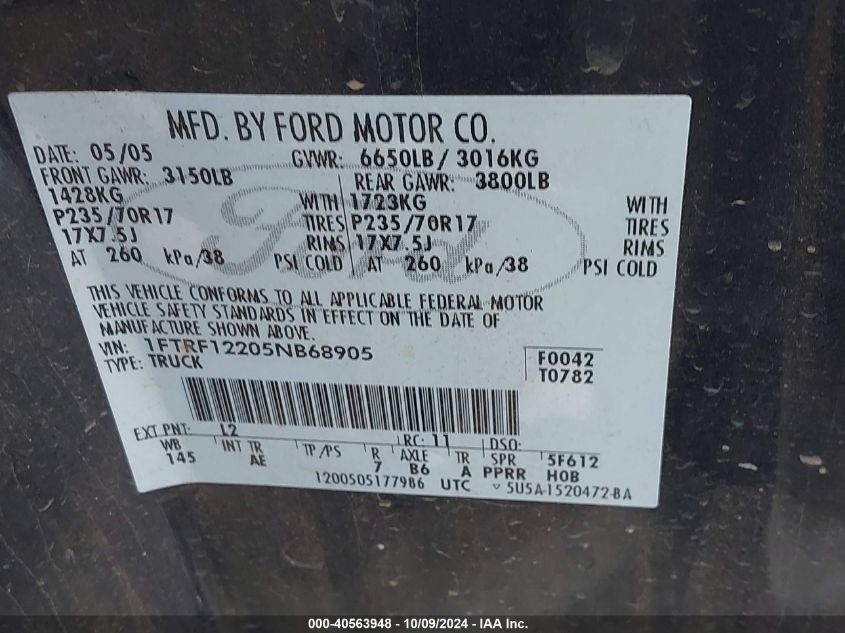 MFD. BY FORD MOTOR CO.
DATE: 05/05 GVWR: 6650LB / 3016KG
FRONT GAWR: 3150LB REAR GAWR: 3800LB
1428KG WITH 1723KG WITH
P235/70R17 TIRES P235/70R17 TIRES
17X7.5J RIMS 17X7.5J RIMS
AT 260 kPa/38 PSI COLD AT 260 kPa/38 PSI COLD
Ford
THIS VEHICLE CONFORMS TO ALL APPLICABLE FEDERAL MOTOR
VEHICLE SAFETY STANDARDS IN EFFECT ON THE DATE OF
MANUFACTURE SHOWN ABOVE.
VIN: 1FTRF12205NB68905 F0042
TYPE: TRUCK T0782
EXT PNT: L2 RC: 11 DSO:
WB INT TR TP/PS R AXLE TR SPR 5F612
145 AE 7 B6 A PPRR H0B
1200505177986 UTC ▽ 5U5A-1520472-BA
000-40563948 - 10/09/2024 - IAA Inc.